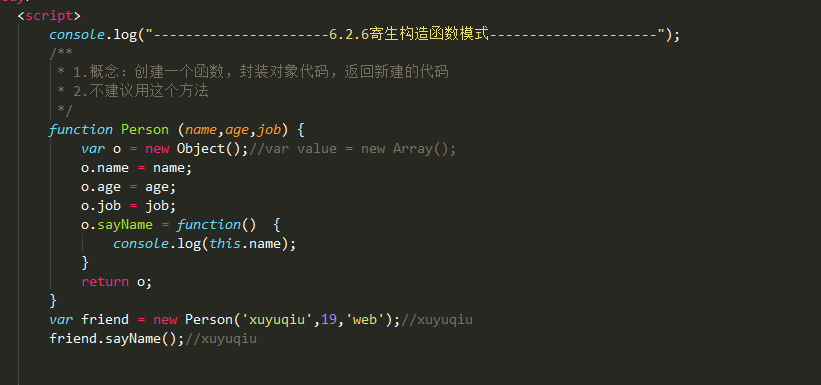 <script>
console.log("----------------------6.2.6寄生构造函数模式---------------------");
/**
* 1.概念：创建一个函数，封装对象代码，返回新建的代码
* 2.不建议用这个方法
*/
function Person (name,age,job) {
var o = new Object();//var value = new Array();
o.name = name;
o.age = age;
o.job = job;
o.sayName = function()  {
console.log(this.name);
}
return o;
}
var friend = new Person('xuyuqiu',19,'web');//xuyuqiu
friend.sayName();//xuyuqiu